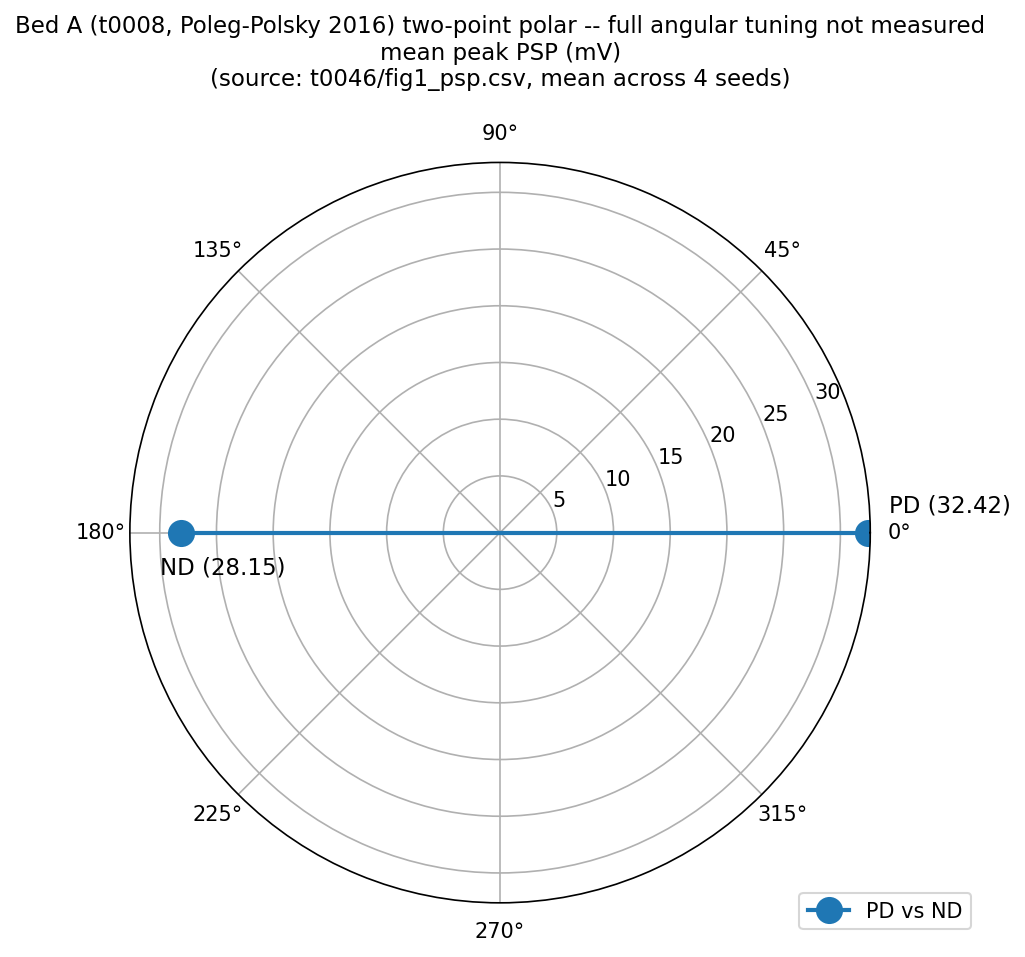 Bed A (t0008, Poleg-Polsky 2016) two-point polar -- full angular tuning not measured
mean peak PSP (mV)
(source: t0046/fig1_psp.csv, mean across 4 seeds)
90°
135°
45°
30
25
20
15
10
5
PD (32.42)
180°
0°
ND (28.15)
225°
315°
270°
PD vs ND